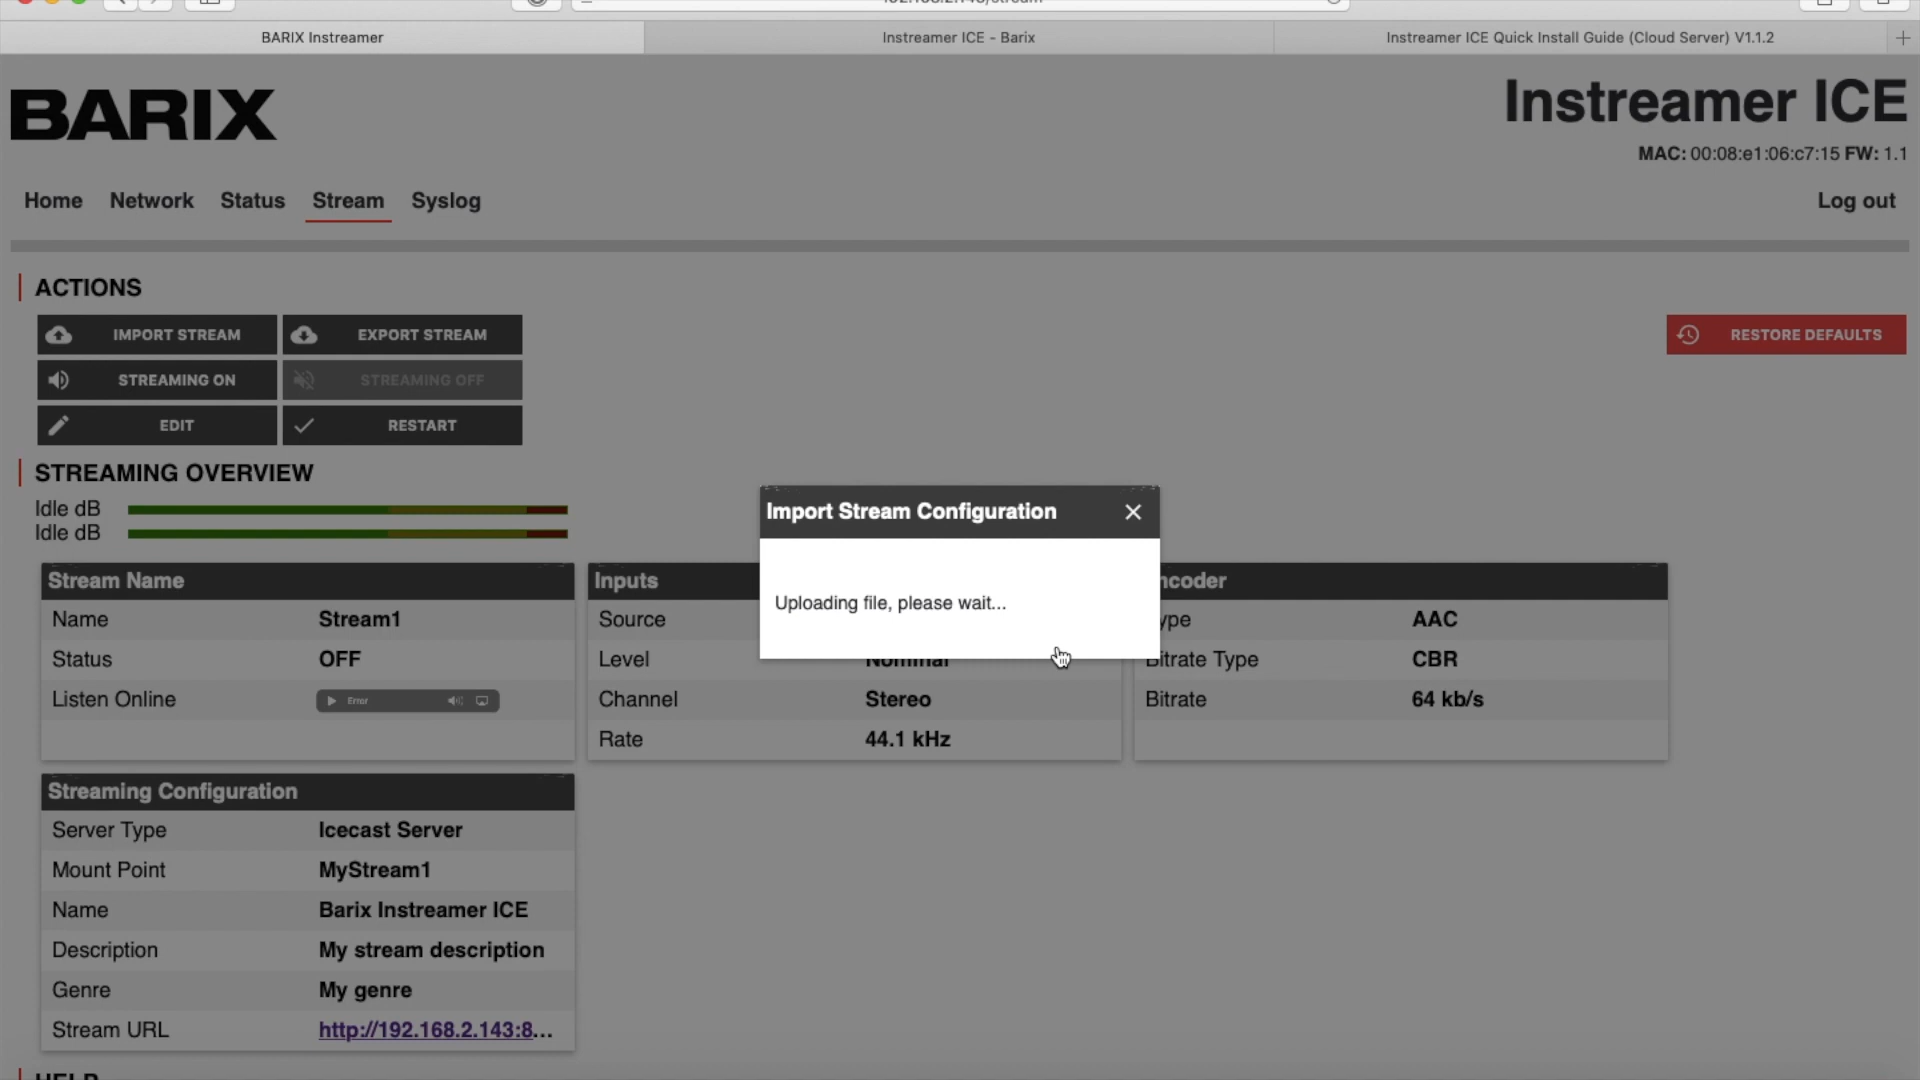 BARIX Instreamer
Instreamer ICE - Barix
Instreamer ICE Quick Install Guide (Cloud Server) V1.1.2
BARIX
Instreamer ICE
MAC: 00:08:e1:06:c7:15 FW: 1.1
Home Network Status Stream Syslog
Log out
ACTIONS
IMPORT STREAM
EXPORT STREAM
RESTORE DEFAULTS
STREAMING ON
STREAMING OFF
EDIT
RESTART
STREAMING OVERVIEW
Idle dB
Idle dB
Import Stream Configuration
Uploading file, please wait...
Stream Name
Name Stream1
Status OFF
Listen Online Error
Inputs
Source
Level Nominal
Channel Stereo
Rate 44.1 kHz
ncoder
ype AAC
Bitrate Type CBR
Bitrate 64 kb/s
Streaming Configuration
Server Type Icecast Server
Mount Point MyStream1
Name Barix Instreamer ICE
Description My stream description
Genre My genre
Stream URL http://192.168.2.143:8...
HELP